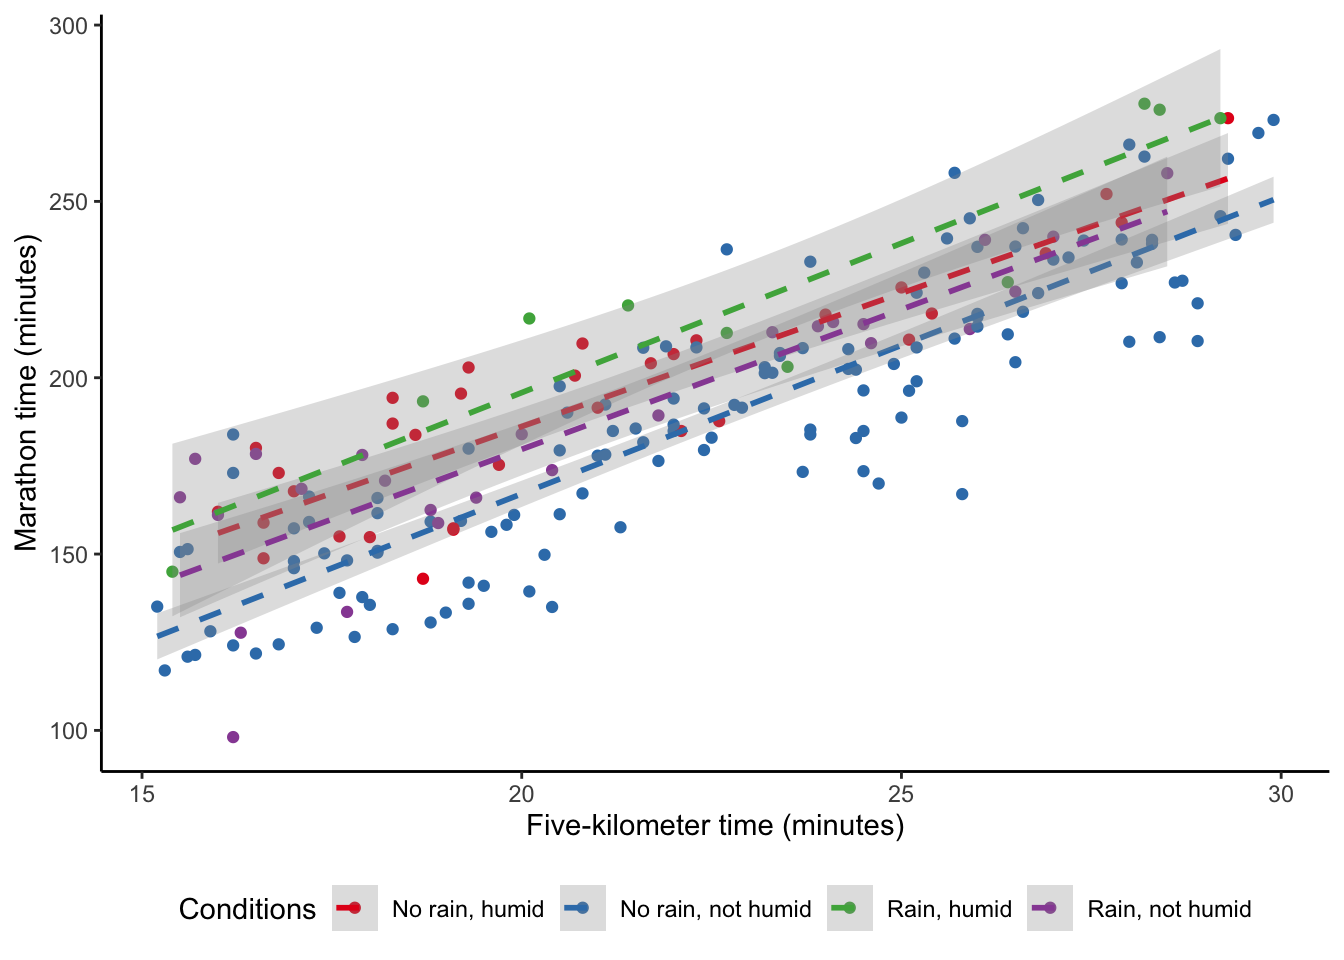 300
250
200
150
100
Marathon time (minutes)
15 20 25 30
Five-kilometer time (minutes)
Conditions No rain, humid No rain, not humid Rain, humid Rain, not humid